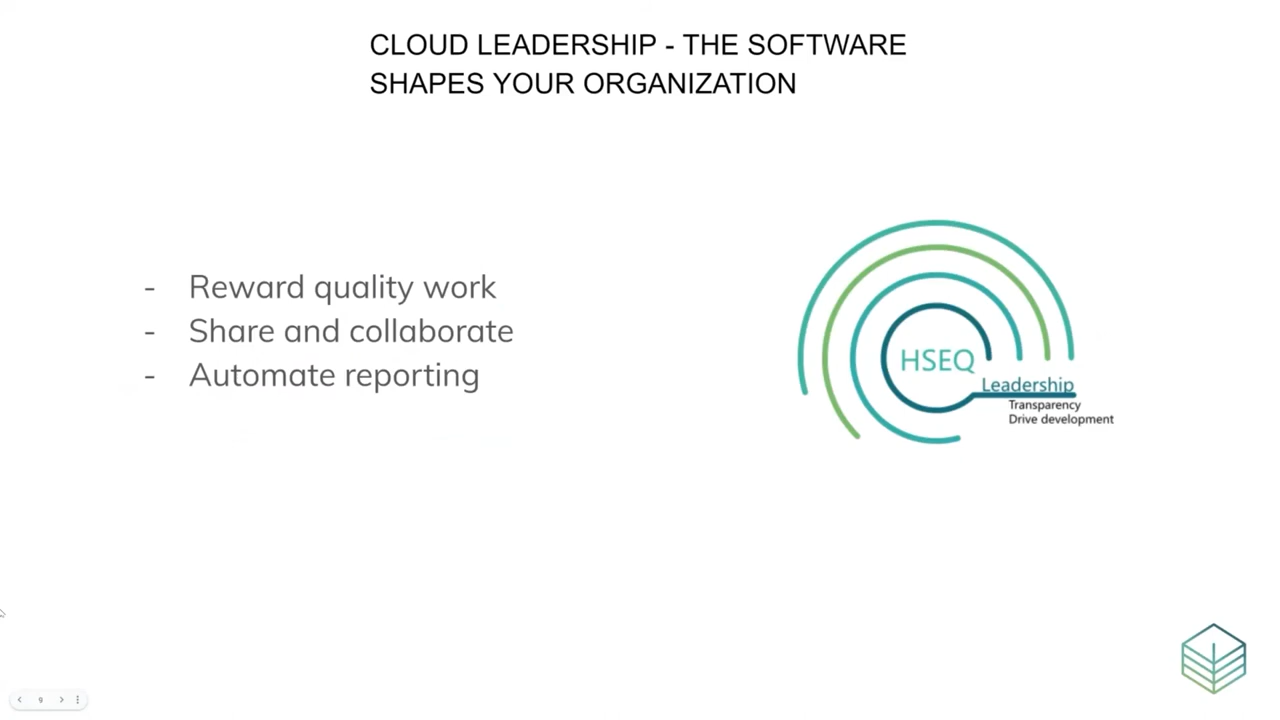 CLOUD LEADERSHIP - THE SOFTWARE
SHAPES YOUR ORGANIZATION
- Reward quality work
- Share and collaborate
- Automate reporting
HSEQ
Leadership
Transparency
Drive development
9